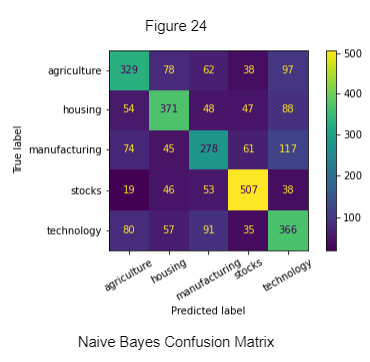 Figure 24
agriculture 329 78 62 38 97
housing 54 371 48 47 88
manufacturing 74 45 278 61 117
stocks 19 46 53 507 38
technology 80 57 91 35 366
True label
agriculture housing manufacturing stocks technology
Predicted label
500
400
300
200
100
Naive Bayes Confusion Matrix